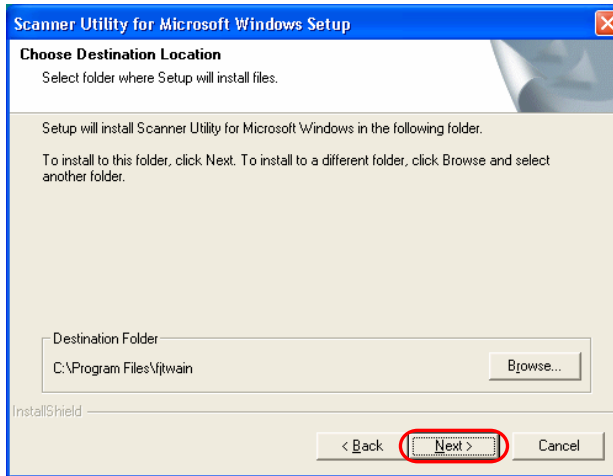 Scanner Utility for Microsoft Windows Setup
Choose Destination Location
Select folder where Setup will install files.
Setup will install Scanner Utility for Microsoft Windows in the following folder.
To install to this folder, click Next. To install to a different folder, click Browse and select
another folder.
Destination Folder
C:\Program Files\fjtwain
Browse...
InstallShield
< Back
Next >
Cancel